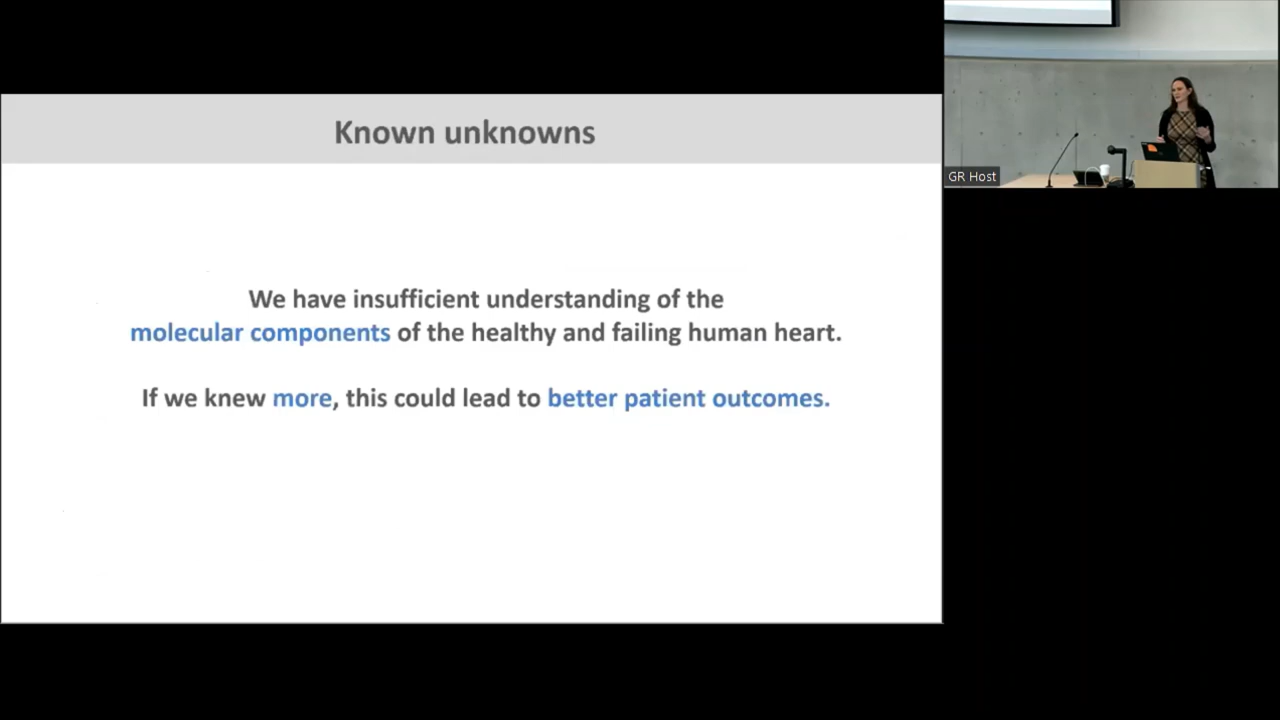 Known unknowns
We have insufficient understanding of the
molecular components of the healthy and failing human heart.
If we knew more, this could lead to better patient outcomes.
GR Host